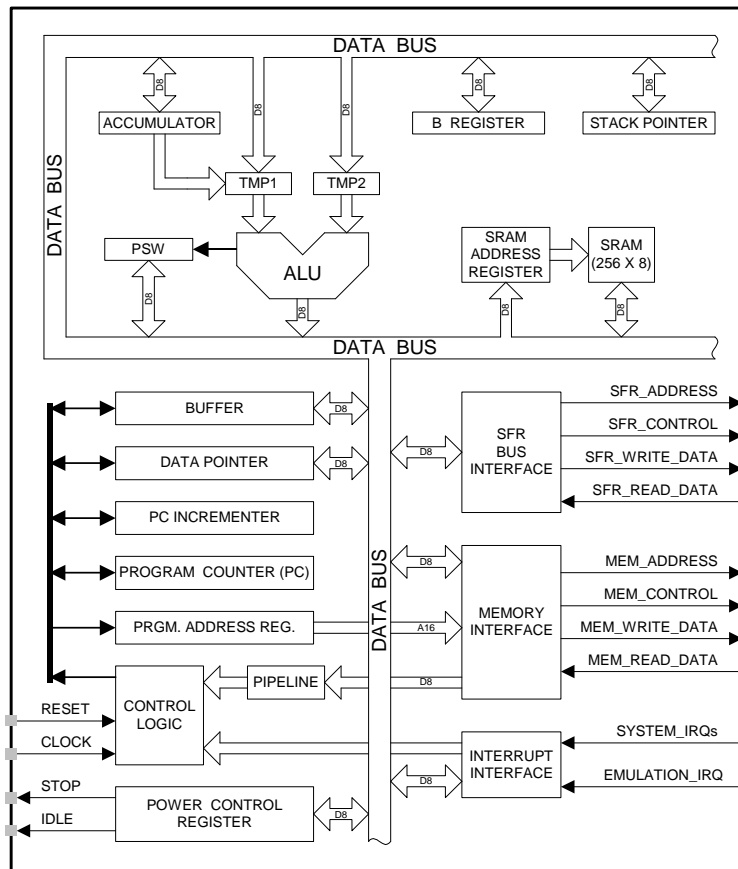 DATA BUS
D8
D8
D8
D8
D8
ACCUMULATOR
B REGISTER
STACK POINTER
DATA BUS
TMP1
TMP2
PSW
ALU
SRAM
ADDRESS
REGISTER
SRAM
(256 X 8)
D8
D8
D8
D8
DATA BUS
BUFFER
D8
DATA POINTER
D8
PC INCREMENTER
PROGRAM COUNTER (PC)
PRGM. ADDRESS REG.
A16
CONTROL
LOGIC
PIPELINE
D8
RESET
CLOCK
STOP
IDLE
POWER CONTROL
REGISTER
D8
DATA BUS
D8
SFR
BUS
INTERFACE
SFR_ADDRESS
SFR_CONTROL
SFR_WRITE_DATA
SFR_READ_DATA
D8
MEMORY
INTERFACE
MEM_ADDRESS
MEM_CONTROL
MEM_WRITE_DATA
MEM_READ_DATA
D8
INTERRUPT
INTERFACE
SYSTEM_IRQs
EMULATION_IRQ